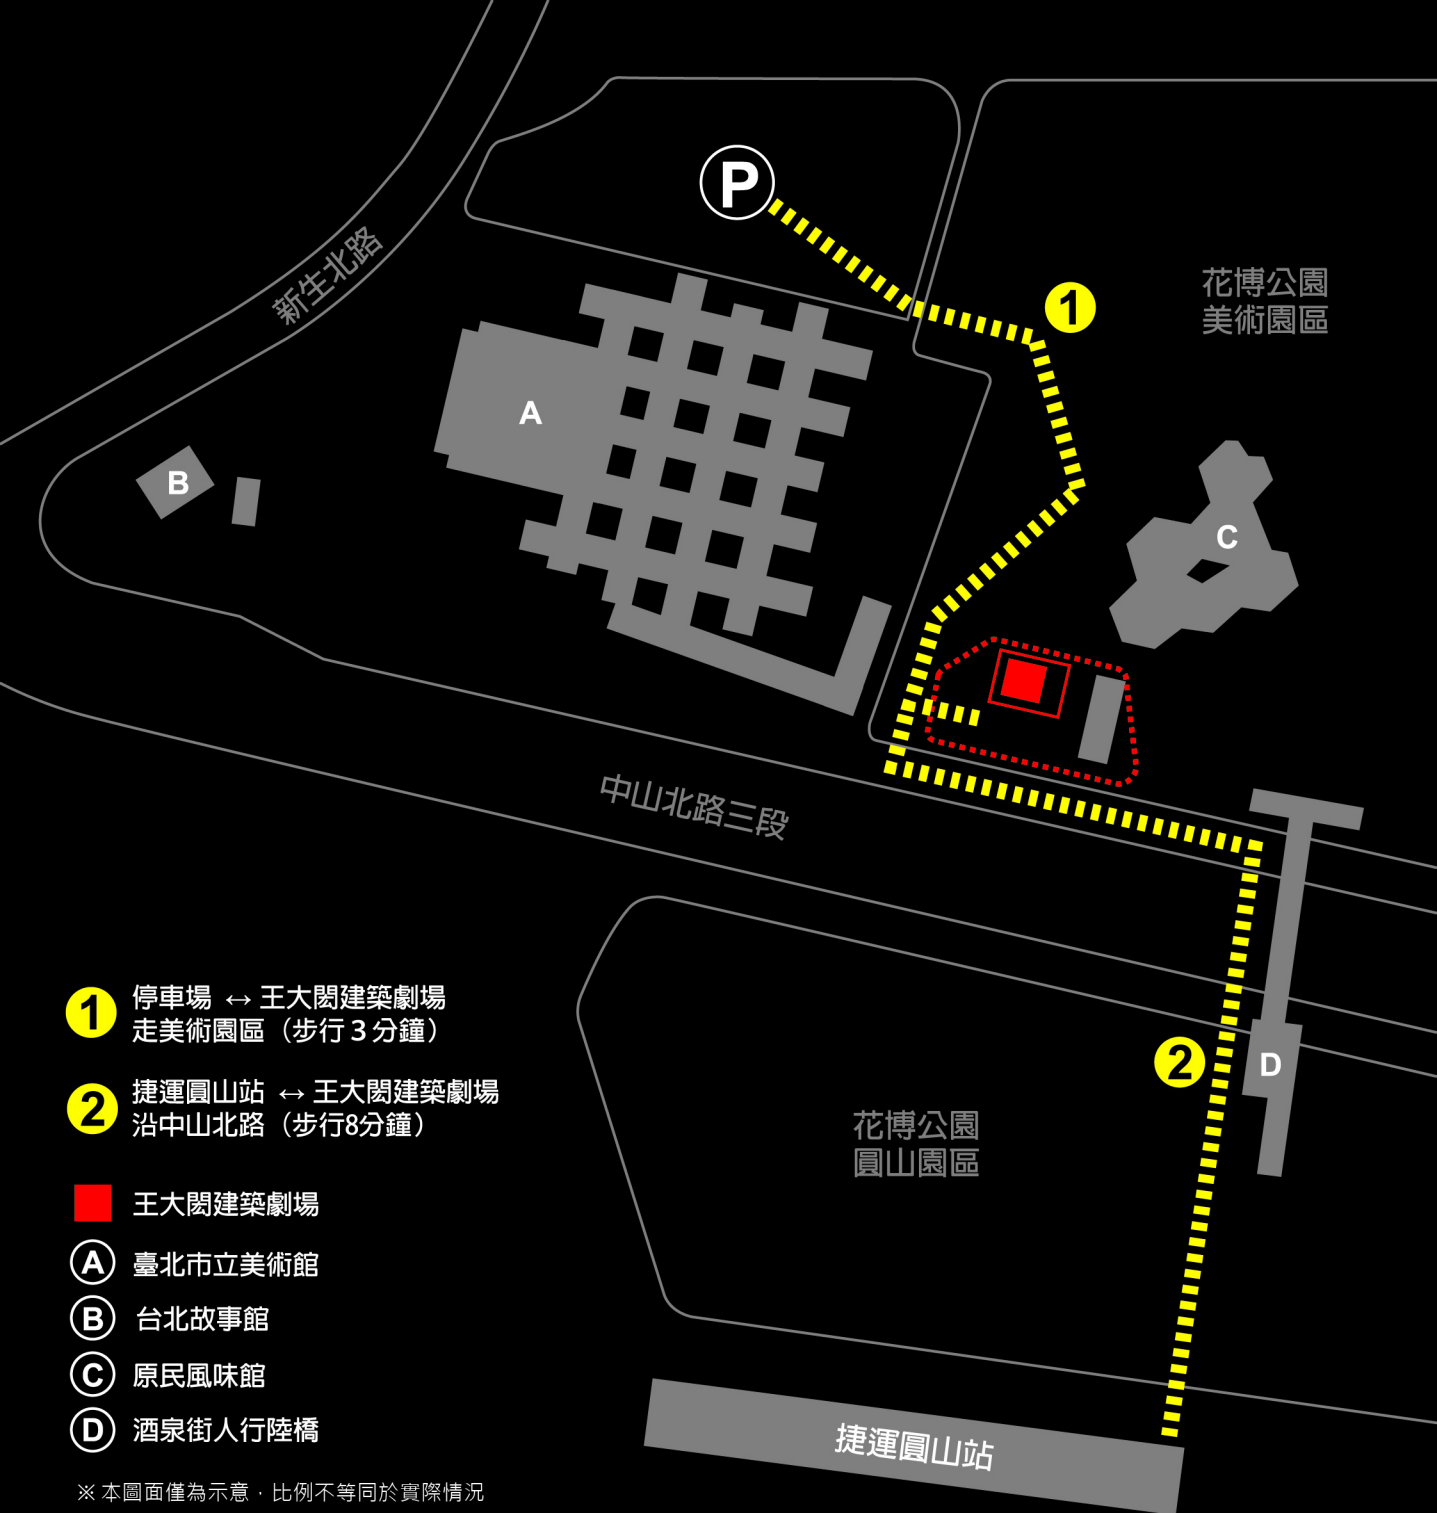 P
新生北路
1
花博公園
美術園區
A
B
C
中山北路三段
1 停車場 ↔ 王大閎建築劇場
走美術園區（步行3分鐘）
2 捷運圓山站 ↔ 王大閎建築劇場
沿中山北路（步行8分鐘）
2
D
花博公園
圓山園區
王大閎建築劇場
A 臺北市立美術館
B 台北故事館
C 原民風味館
D 酒泉街人行陸橋
捷運圓山站
※ 本圖面僅為示意，比例不等同於實際情況